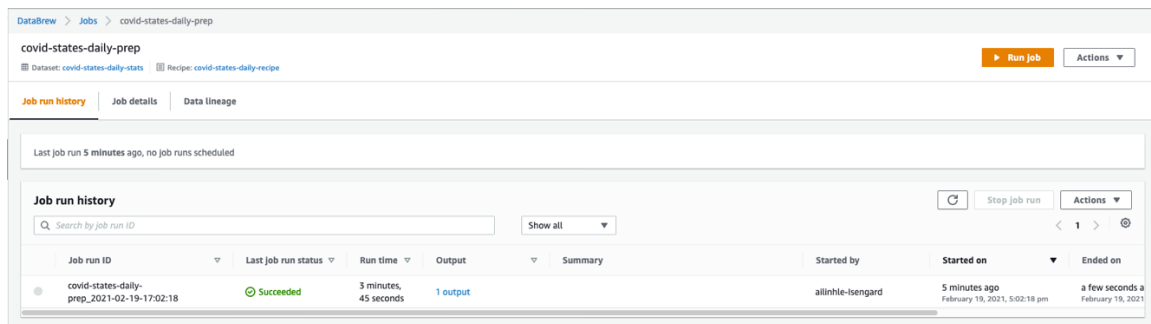 DataBrew > Jobs > covid-states-daily-prep
covid-states-daily-prep
Dataset: covid-states-daily-stats Recipe: covid-states-daily-recipe
Run job Actions
Job run history Job details Data lineage
Last job run 5 minutes ago, no job runs scheduled
Job run history
Stop job run Actions
Search by job run ID Show all < 1 >
Job run ID Last job run status Run time Output Summary Started by Started on Ended on
covid-states-daily- 3 minutes, 5 minutes ago a few seconds a
prep_2021-02-19-17:02:18 Succeeded 45 seconds 1 output ailinhle-Isengard February 19, 2021, 5:02:18 pm February 19, 2021